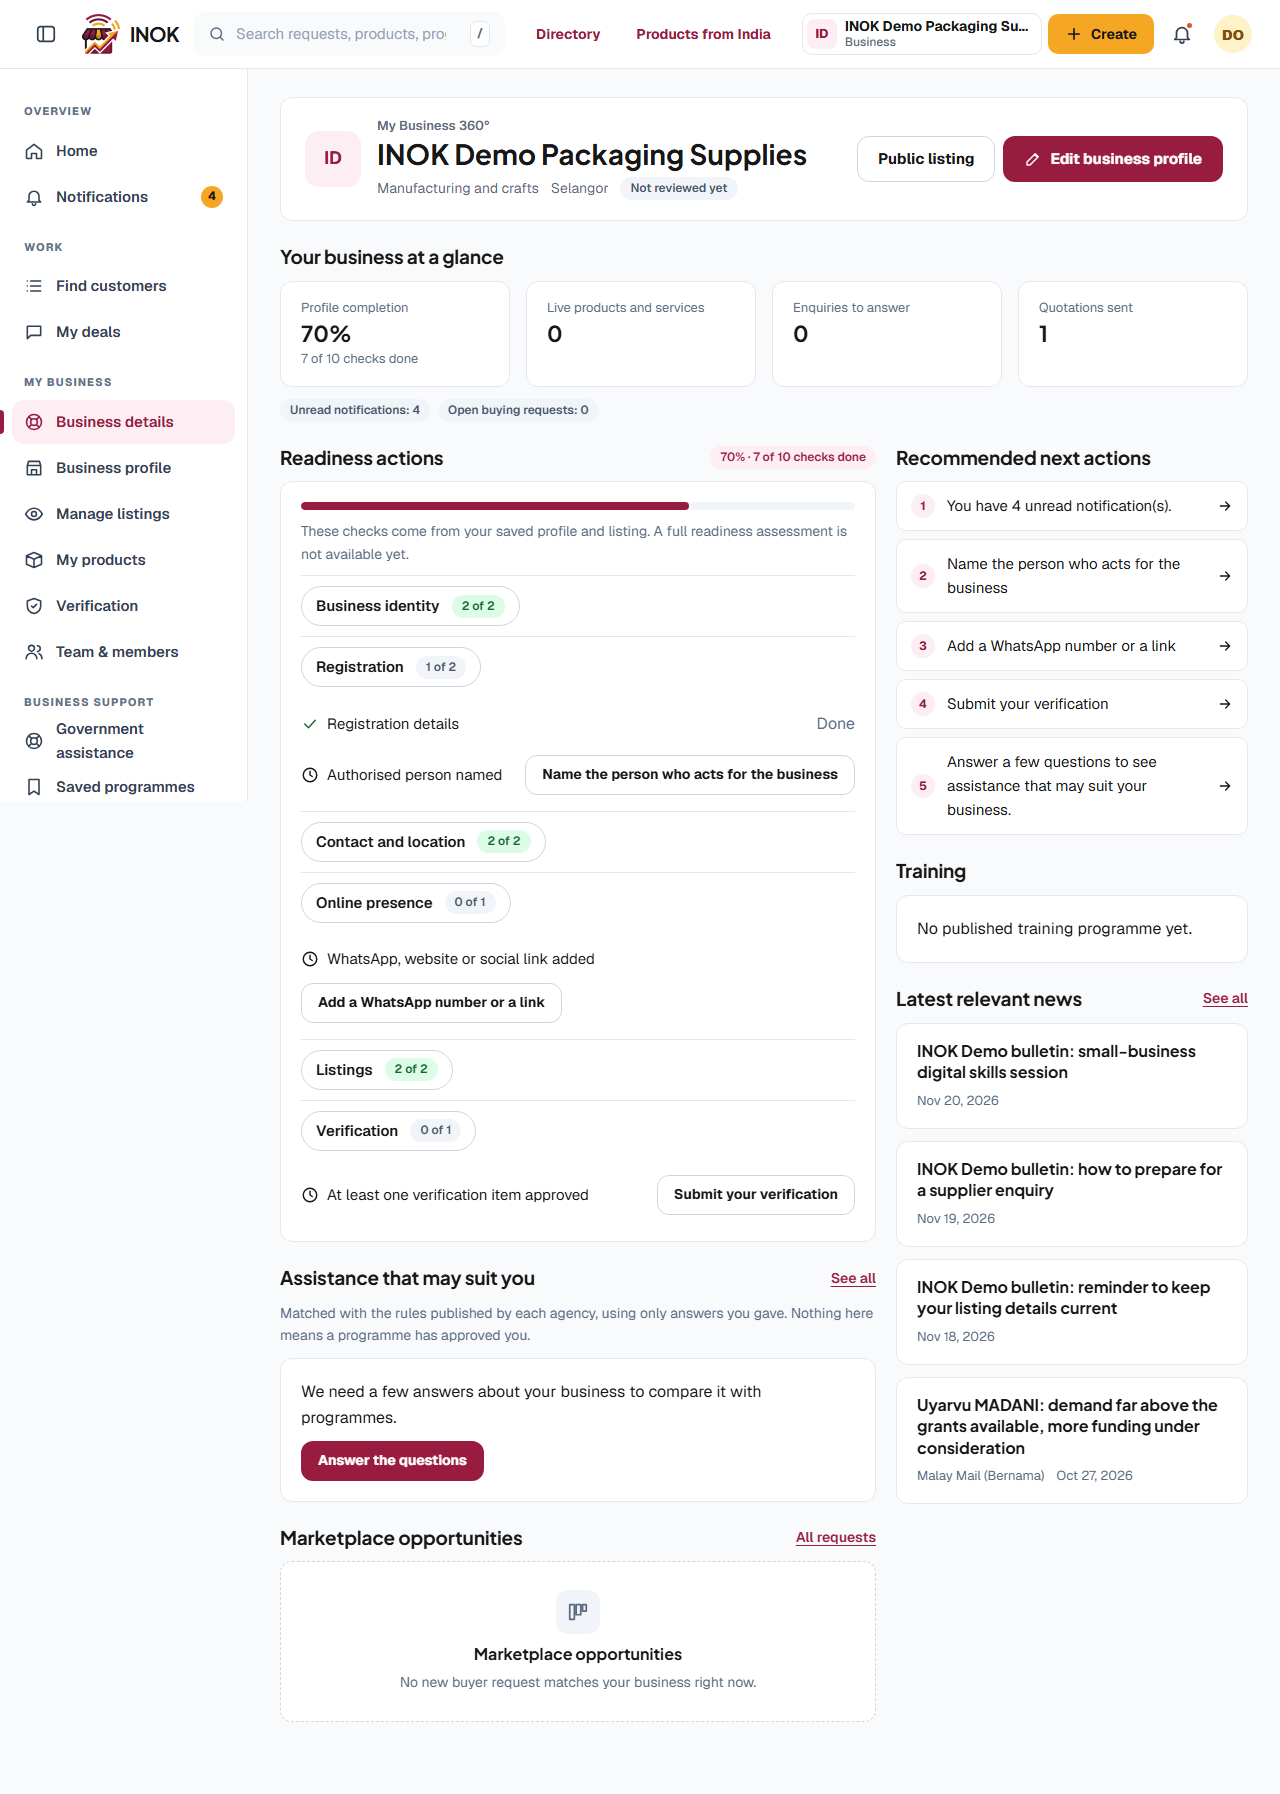 INOK
Search requests, products, prog
/
Directory
Products from India
ID
INOK Demo Packaging Su...
Business
Create
DO
OVERVIEW
Home
Notifications
4
WORK
Find customers
My deals
MY BUSINESS
Business details
Business profile
Manage listings
My products
Verification
Team & members
BUSINESS SUPPORT
Government
assistance
Saved programmes
ID
My Business 360°
INOK Demo Packaging Supplies
Manufacturing and crafts Selangor Not reviewed yet
Public listing
Edit business profile
Your business at a glance
Profile completion
70%
7 of 10 checks done
Live products and services
0
Enquiries to answer
0
Quotations sent
1
Unread notifications: 4
Open buying requests: 0
Readiness actions
70% · 7 of 10 checks done
These checks come from your saved profile and listing. A full readiness assessment is
not available yet.
Business identity 2 of 2
Registration 1 of 2
Registration details Done
Authorised person named Name the person who acts for the business
Contact and location 2 of 2
Online presence 0 of 1
WhatsApp, website or social link added
Add a WhatsApp number or a link
Listings 2 of 2
Verification 0 of 1
At least one verification item approved Submit your verification
Assistance that may suit you
See all
Matched with the rules published by each agency, using only answers you gave. Nothing here
means a programme has approved you.
We need a few answers about your business to compare it with
programmes.
Answer the questions
Marketplace opportunities
All requests
Marketplace opportunities
No new buyer request matches your business right now.
Recommended next actions
1 You have 4 unread notification(s).
2 Name the person who acts for the
business
3 Add a WhatsApp number or a link
4 Submit your verification
5 Answer a few questions to see
assistance that may suit your
business.
Training
No published training programme yet.
Latest relevant news
See all
INOK Demo bulletin: small-business
digital skills session
Nov 20, 2026
INOK Demo bulletin: how to prepare for
a supplier enquiry
Nov 19, 2026
INOK Demo bulletin: reminder to keep
your listing details current
Nov 18, 2026
Uyarvu MADANI: demand far above the
grants available, more funding under
consideration
Malay Mail (Bernama) Oct 27, 2026